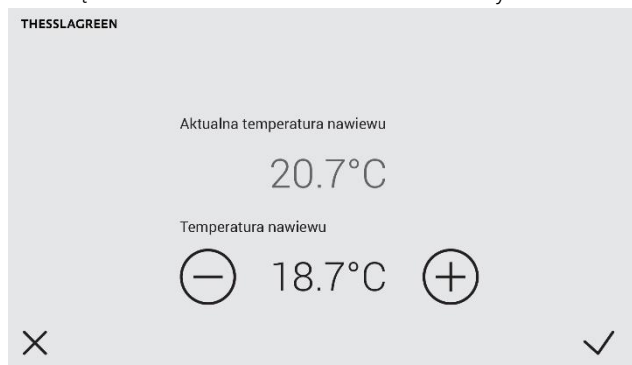 THESSLAGREEN
Aktualna temperatura nawiewu
20.7°C
Temperatura nawiewu
18.7°C